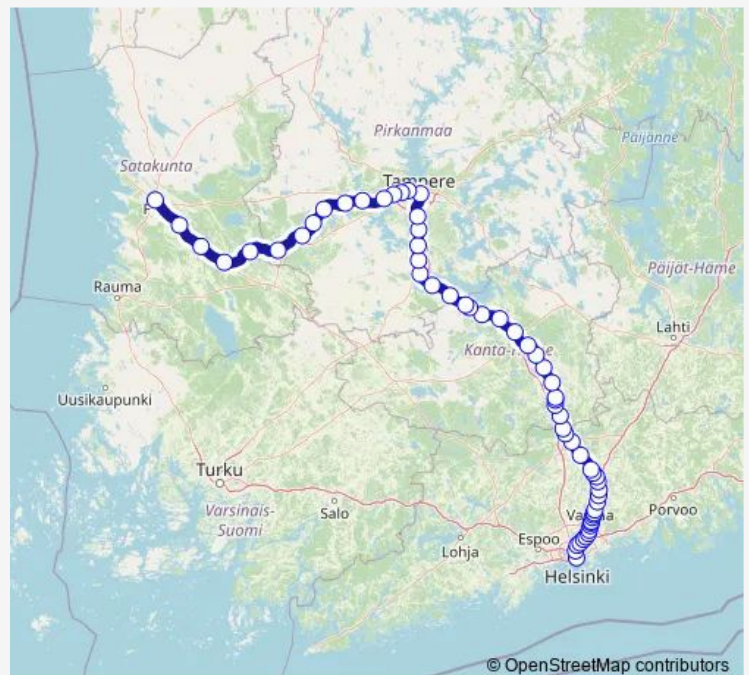 Pirkanmaa
Päijänne
Satakunta
Tampere
Päijät-Häme
Rauma
Lahti
Uusikaupunki
Turku
Varsinais-
Suomi
Salo
Porvoo
Espoo
Lohja
Helsinki
© OpenStreetMap contributors